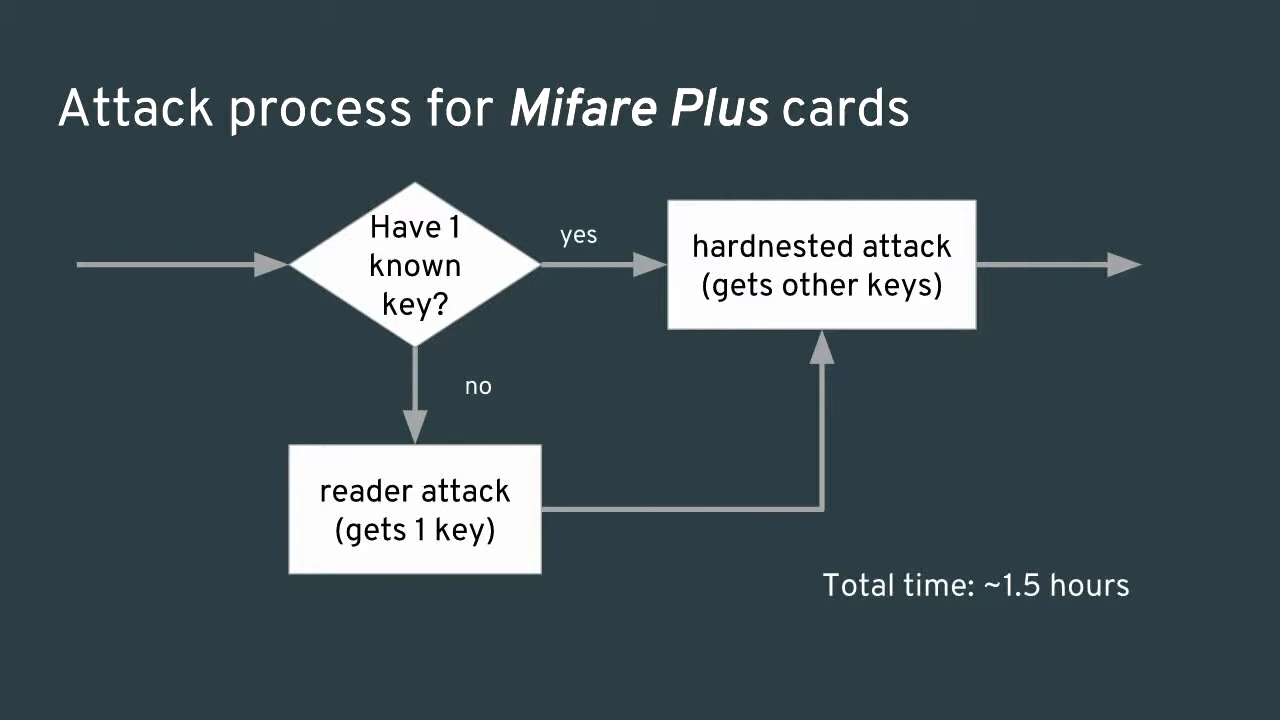 Attack process for Mifare Plus cards
Have 1
known
key?
yes
hardnested attack
(gets other keys)
no
reader attack
(gets 1 key)
Total time: ~1.5 hours